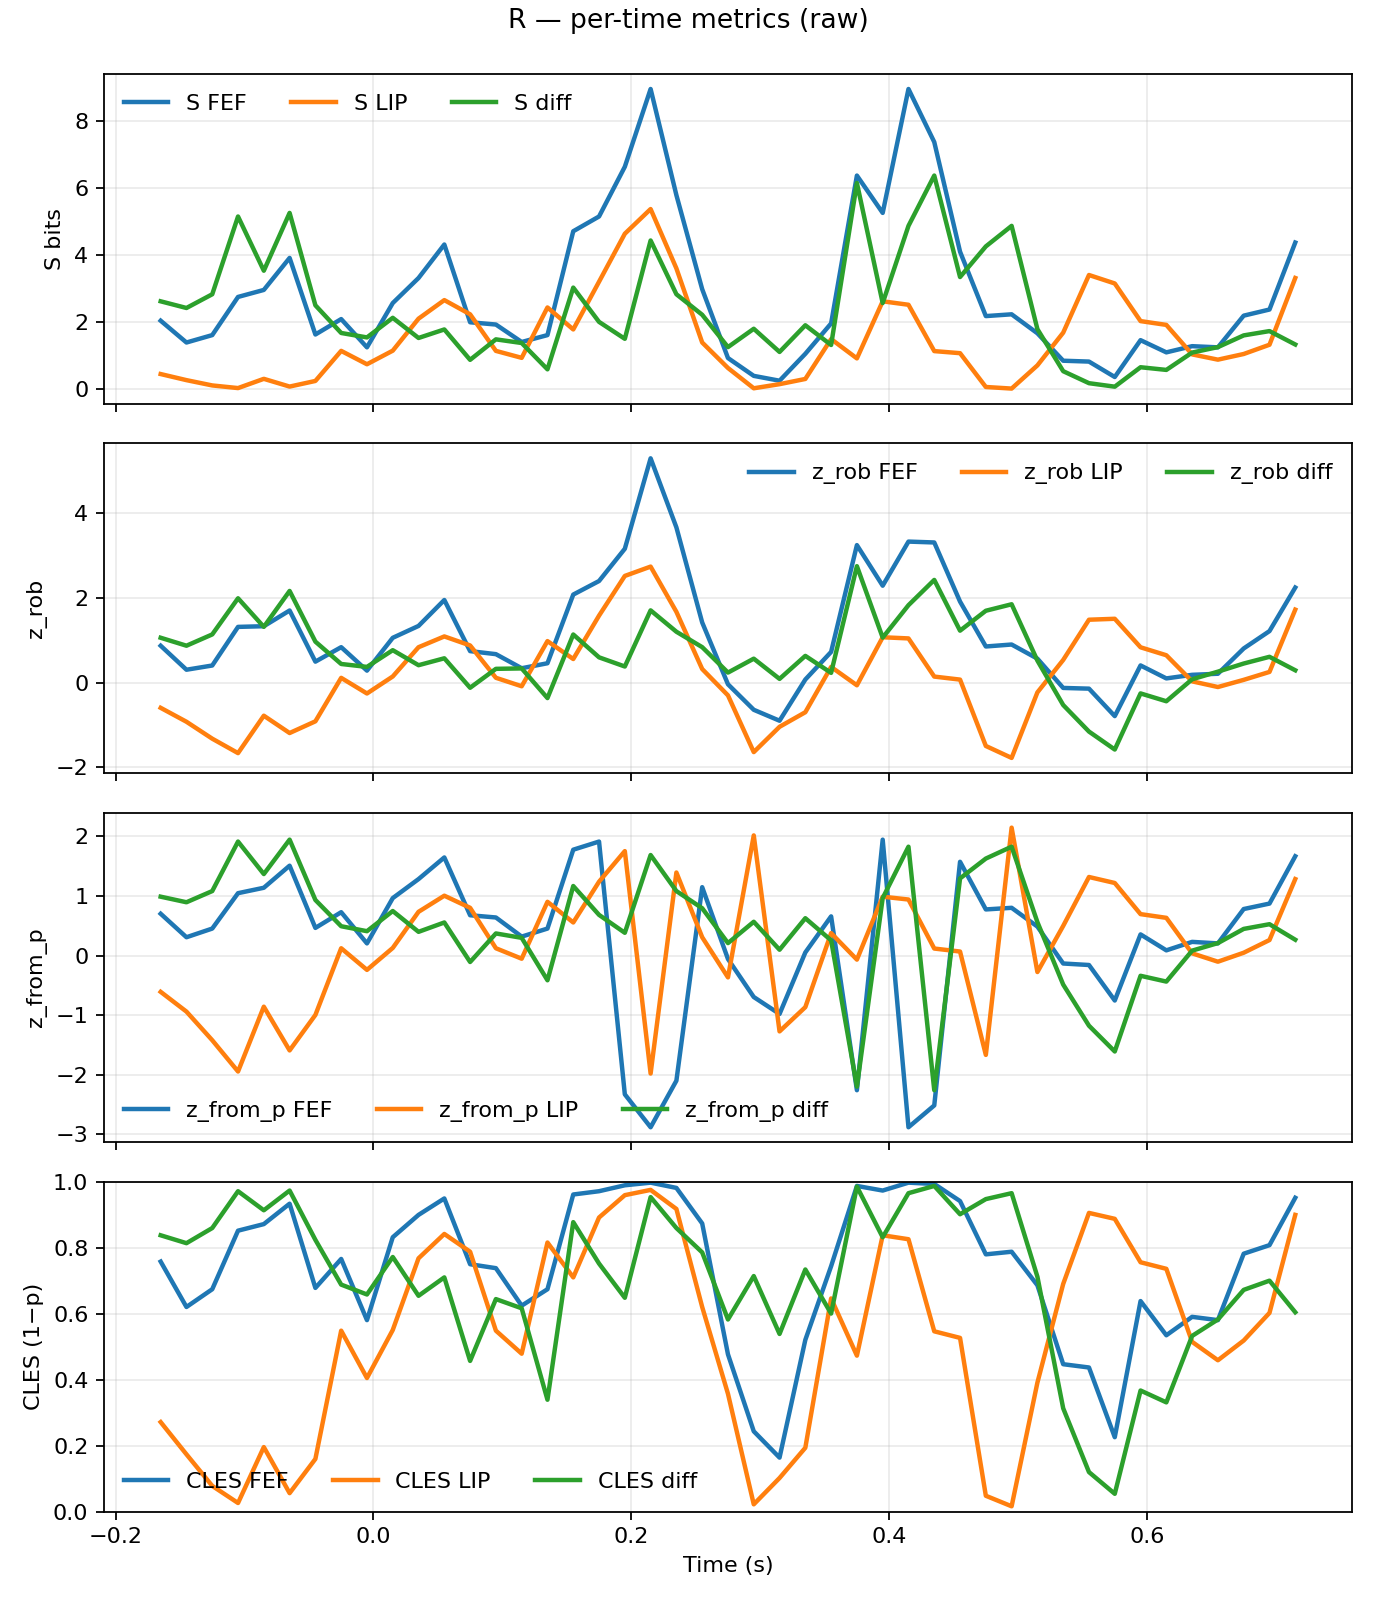 R — per-time metrics (raw)
S FEF S LIP S diff
8
6
4
2
0
S bits
z_rob FEF z_rob LIP z_rob diff
4
2
0
−2
z_rob
2
1
0
−1
−2
−3
z_from_p
z_from_p FEF z_from_p LIP z_from_p diff
1.0
0.8
0.6
0.4
0.2
0.0
CLES (1−p)
CLES FEF CLES LIP CLES diff
−0.2 0.0 0.2 0.4 0.6
Time (s)